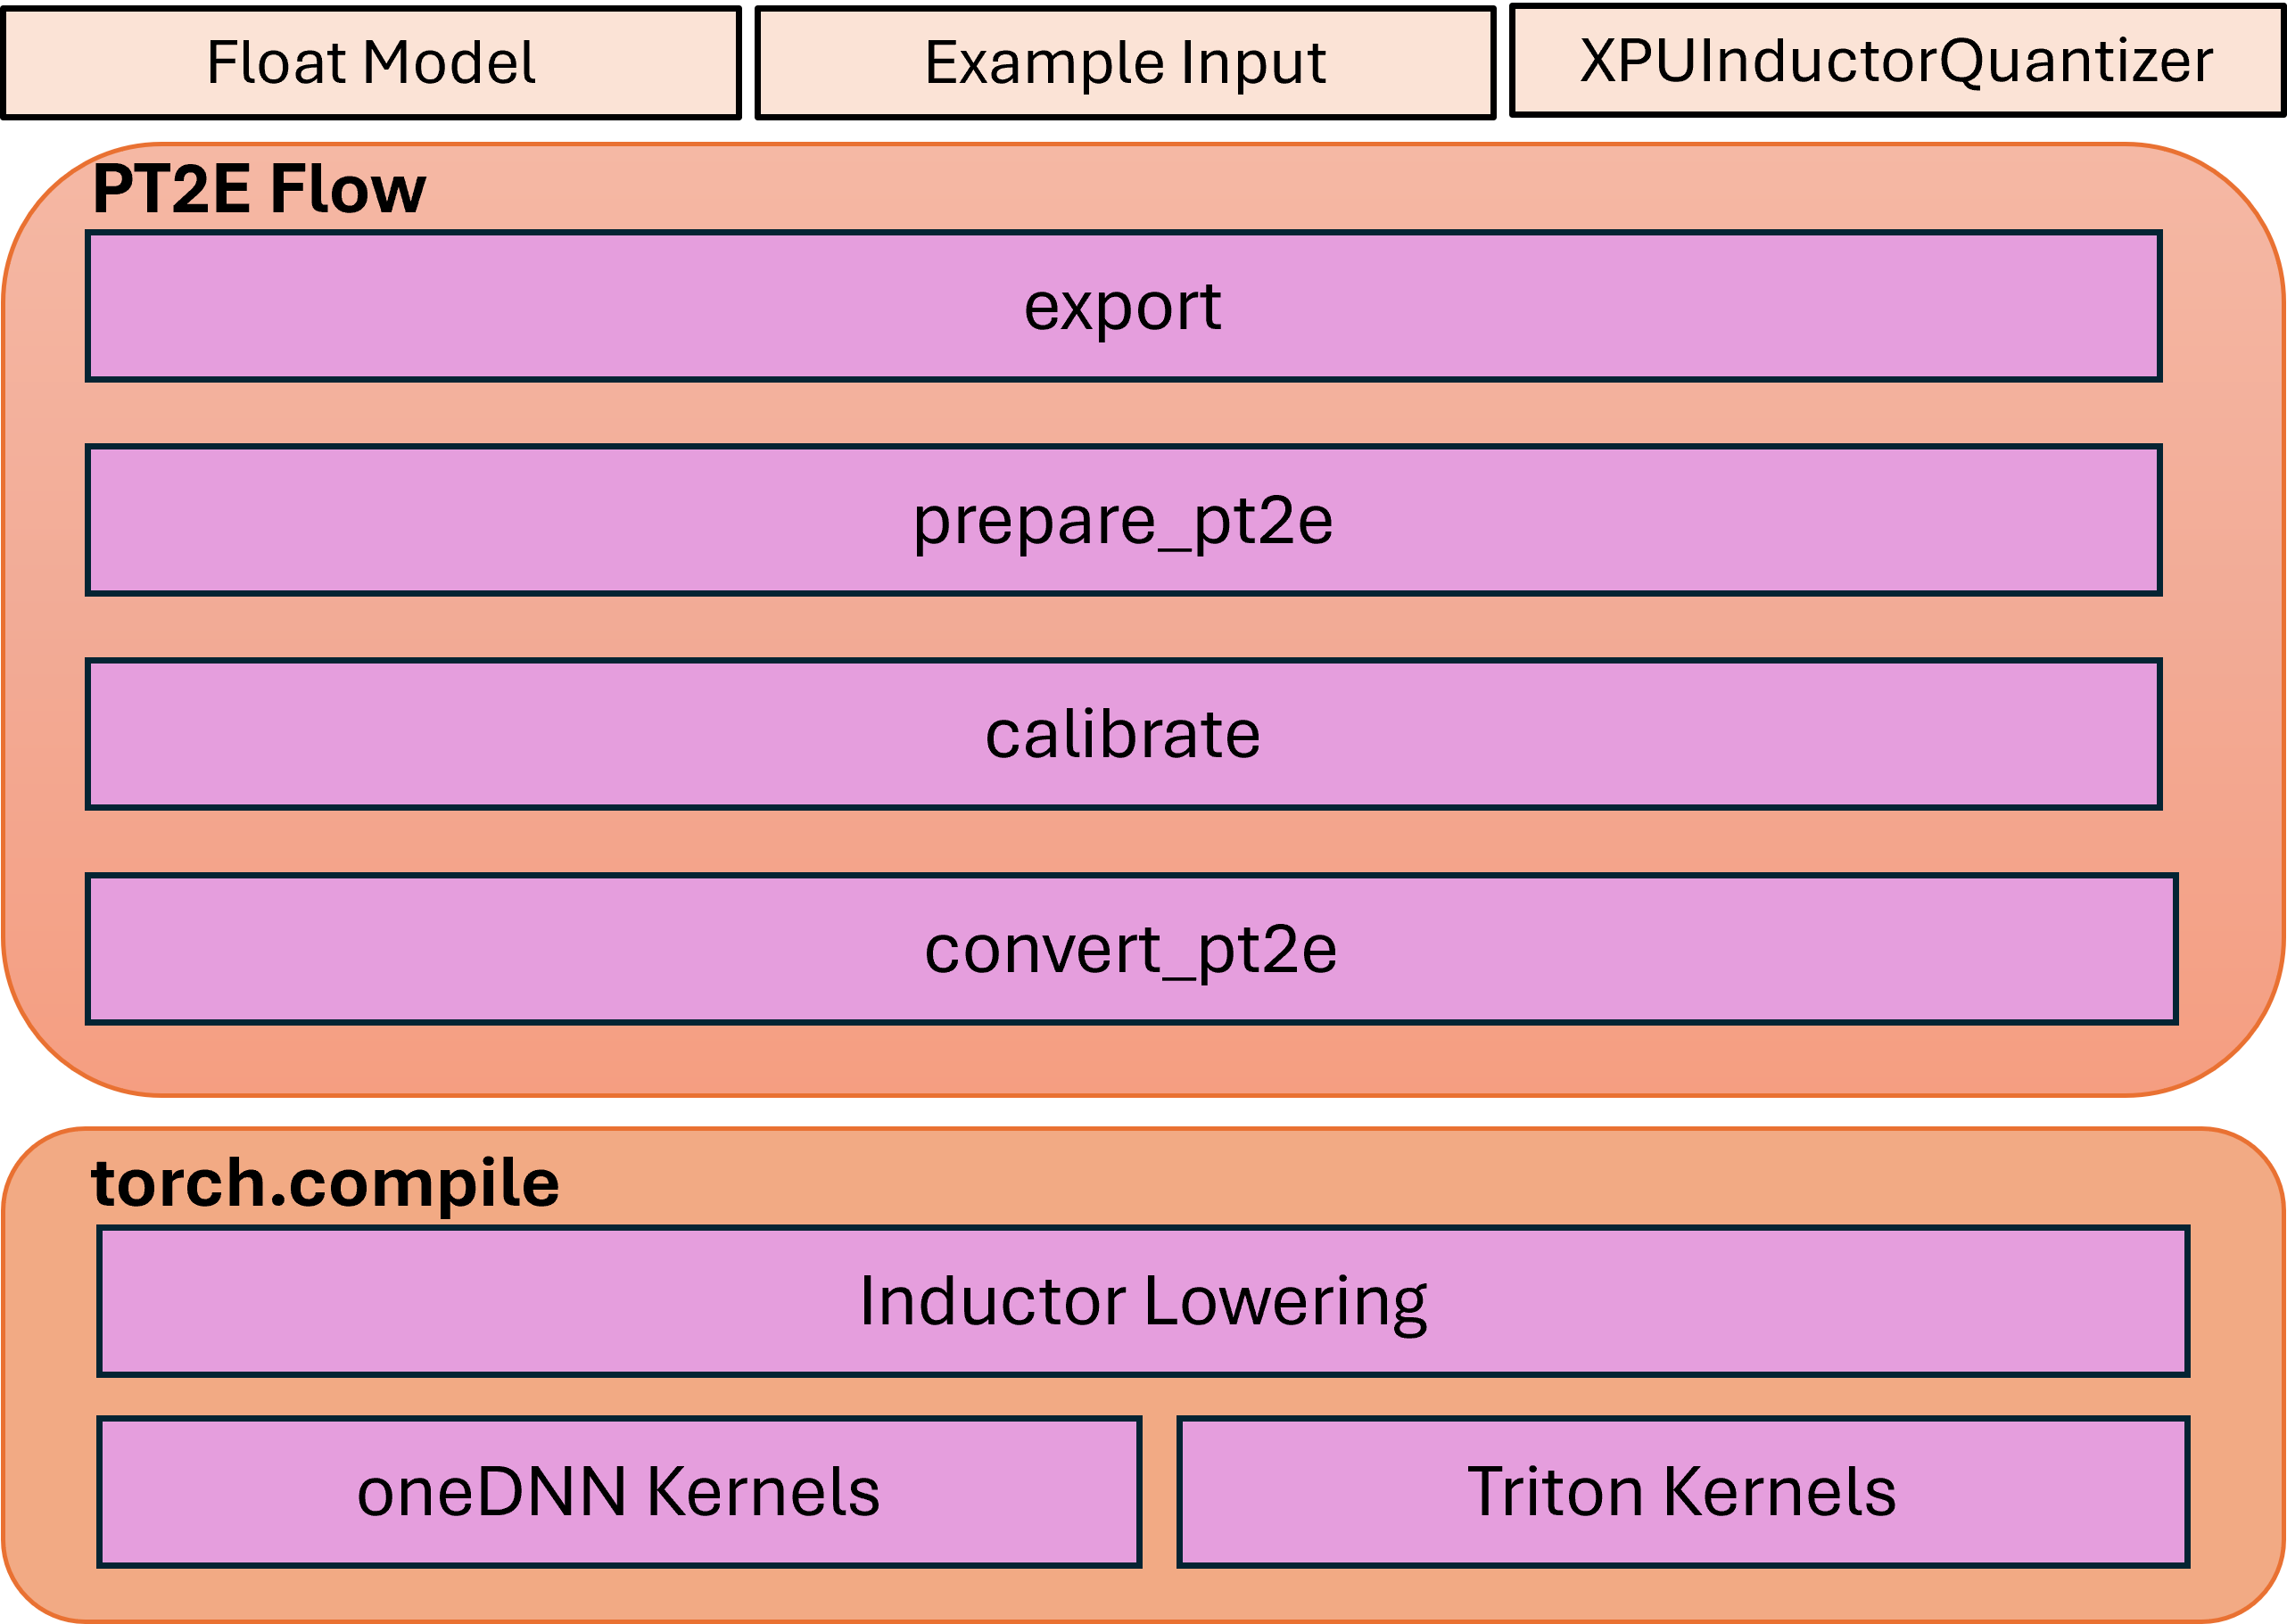 Float Model
Example Input
XPUInductorQuantizer
PT2E Flow
export
prepare_pt2e
calibrate
convert_pt2e
torch.compile
Inductor Lowering
oneDNN Kernels
Triton Kernels